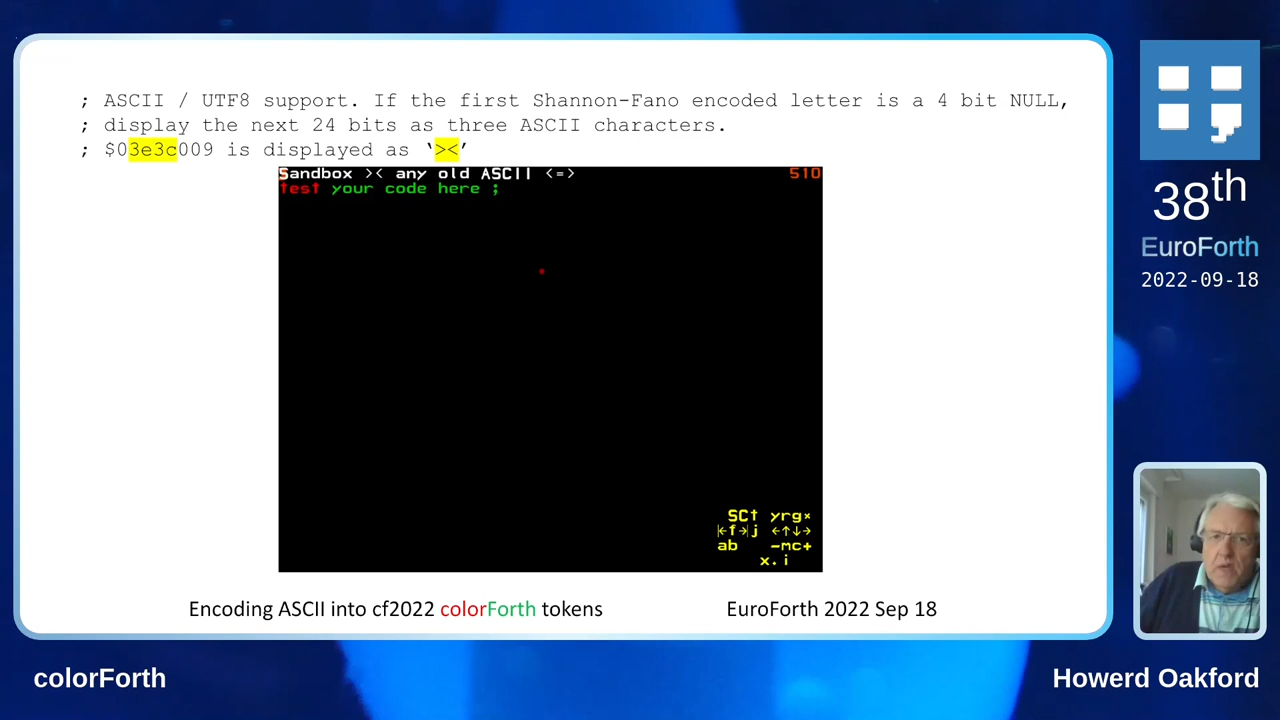 ; ASCII / UTF8 support. If the first Shannon-Fano encoded letter is a 4 bit NULL,
; display the next 24 bits as three ASCII characters.
; $03e3c009 is displayed as ‘><’
Sandbox >< any old ASCII <=> 510
test your code here ;
SC↑ yrg×
|←f→|j ←↑↓→
ab -mc+
x.i
Encoding ASCII into cf2022 colorForth tokens EuroForth 2022 Sep 18
38th
EuroForth
2022-09-18
colorForth
Howerd Oakford